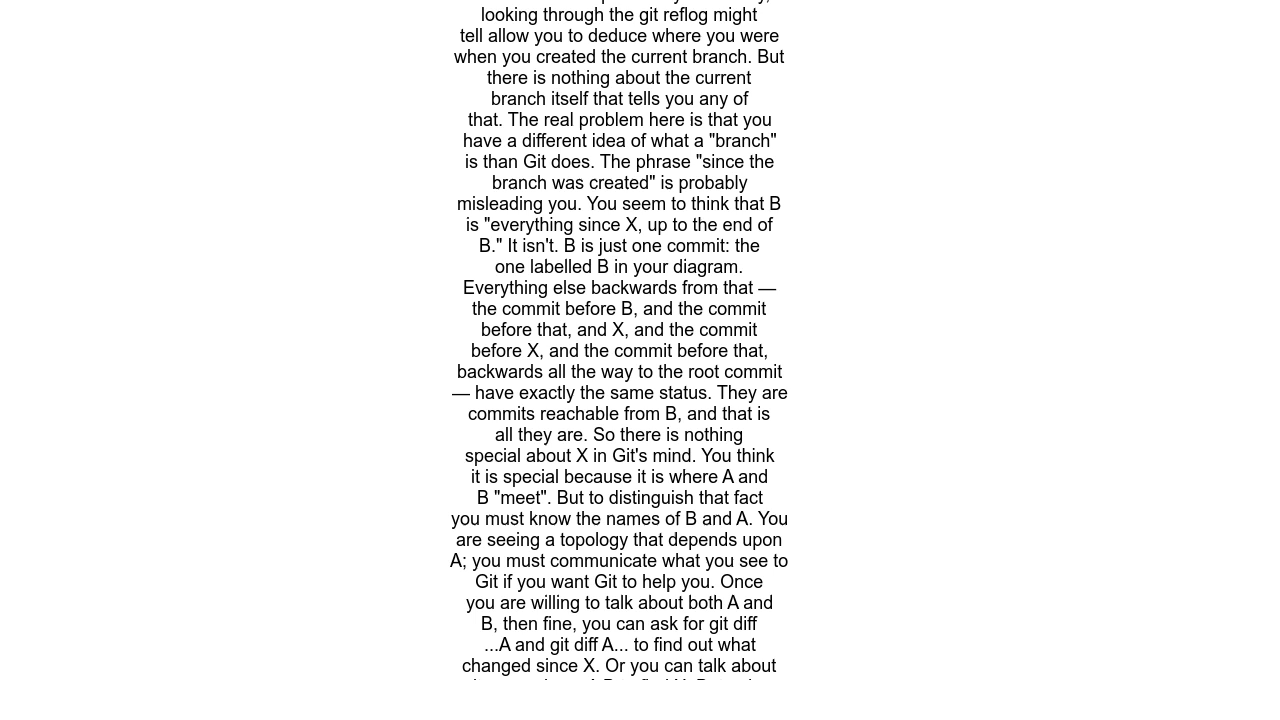 looking through the git reflog might
tell allow you to deduce where you were
when you created the current branch. But
there is nothing about the current
branch itself that tells you any of
that. The real problem here is that you
have a different idea of what a "branch"
is than Git does. The phrase "since the
branch was created" is probably
misleading you. You seem to think that B
is "everything since X, up to the end of
B." It isn't. B is just one commit: the
one labelled B in your diagram.
Everything else backwards from that —
the commit before B, and the commit
before that, and X, and the commit
before X, and the commit before that,
backwards all the way to the root commit
— have exactly the same status. They are
commits reachable from B, and that is
all they are. So there is nothing
special about X in Git's mind. You think
it is special because it is where A and
B "meet". But to distinguish that fact
you must know the names of B and A. You
are seeing a topology that depends upon
A; you must communicate what you see to
Git if you want Git to help you. Once
you are willing to talk about both A and
B, then fine, you can ask for git diff
...A and git diff A... to find out what
changed since X. Or you can talk about